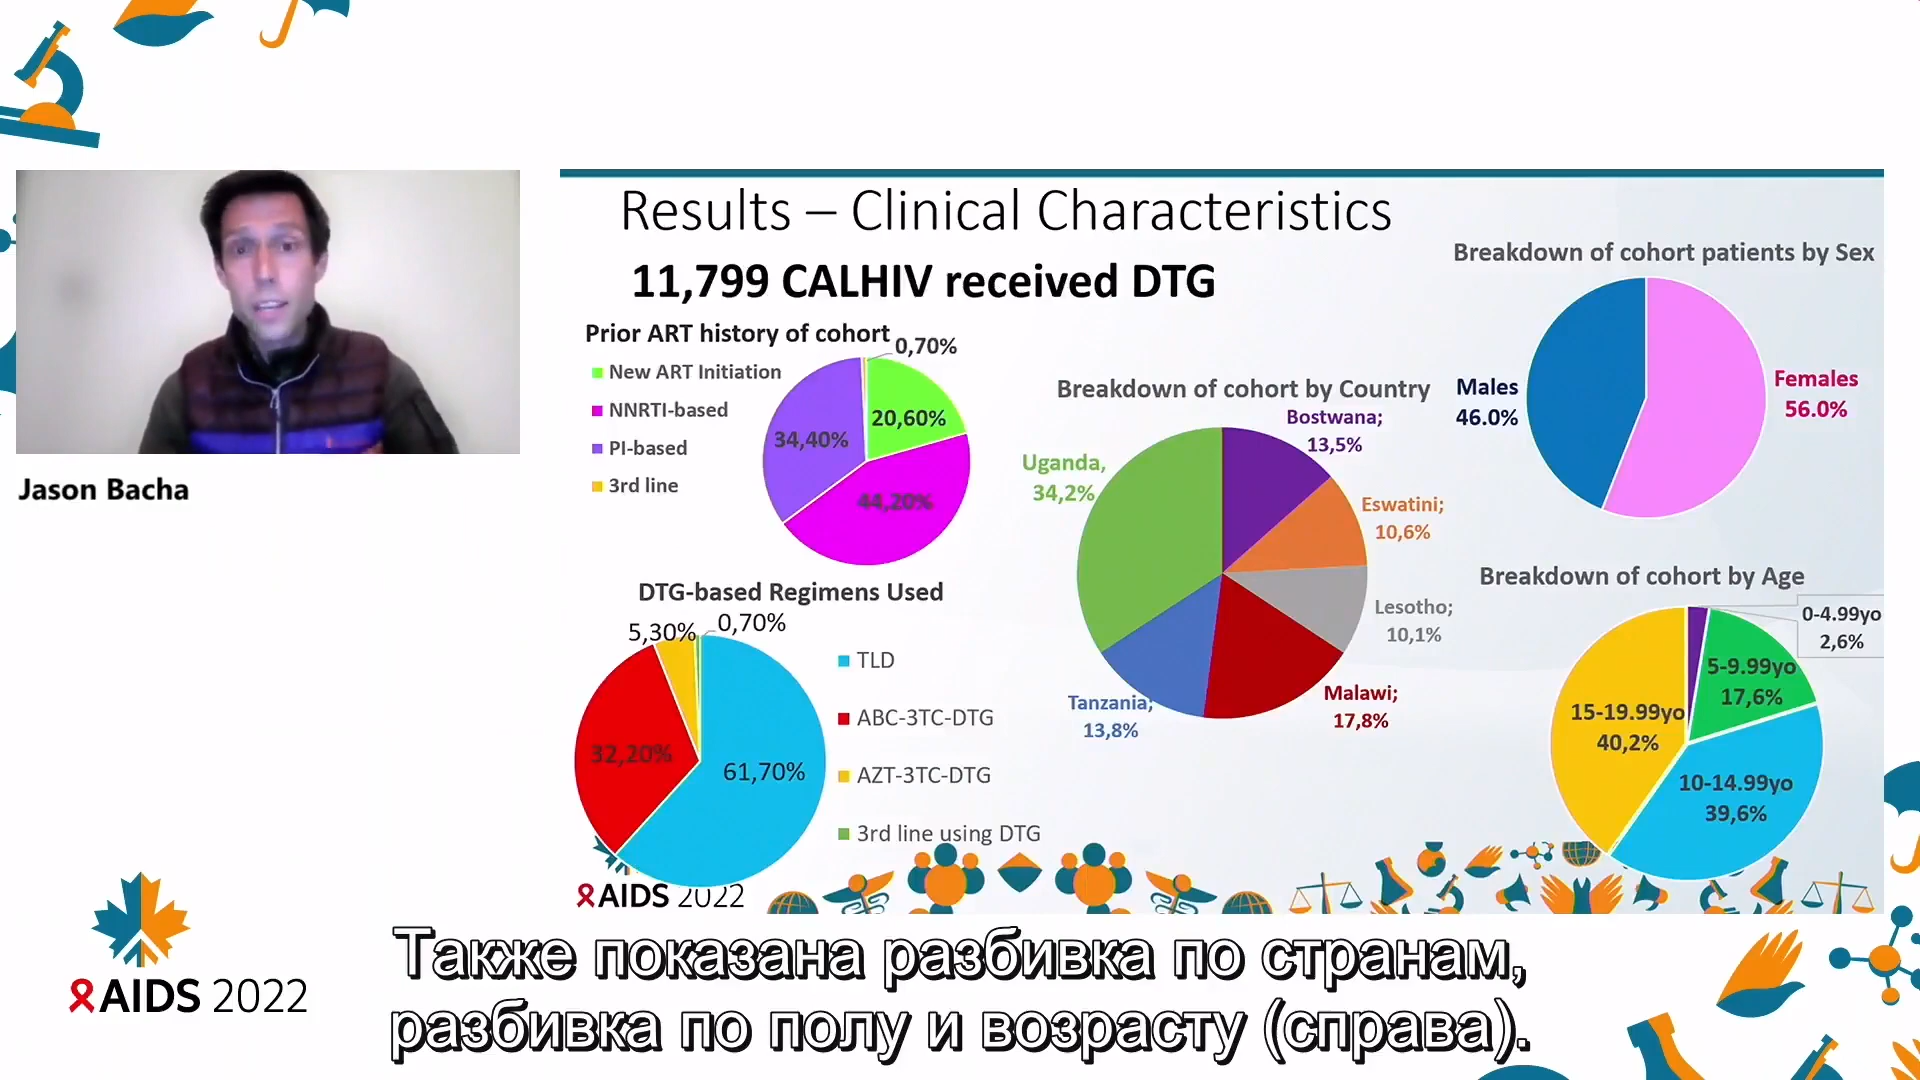 Results – Clinical Characteristics
11,799 CALHIV received DTG
Prior ART history of cohort
New ART Initiation
NNRTI-based
PI-based
3rd line
0,70%
20,60%
34,40%
44,20%
DTG-based Regimens Used
5,30%
0,70%
32,20%
61,70%
TLD
ABC-3TC-DTG
AZT-3TC-DTG
3rd line using DTG
Breakdown of cohort by Country
Bostwana;
13,5%
Eswatini;
10,6%
Lesotho;
10,1%
Malawi;
17,8%
Tanzania;
13,8%
Uganda,
34,2%
Breakdown of cohort patients by Sex
Males
46.0%
Females
56.0%
Breakdown of cohort by Age
0-4.99yo
2,6%
5-9.99yo
17,6%
10-14.99yo
39,6%
15-19.99yo
40,2%
AIDS 2022
Jason Bacha
AIDS 2022
Также показана разбивка по странам,
разбивка по полу и возрасту (справа).